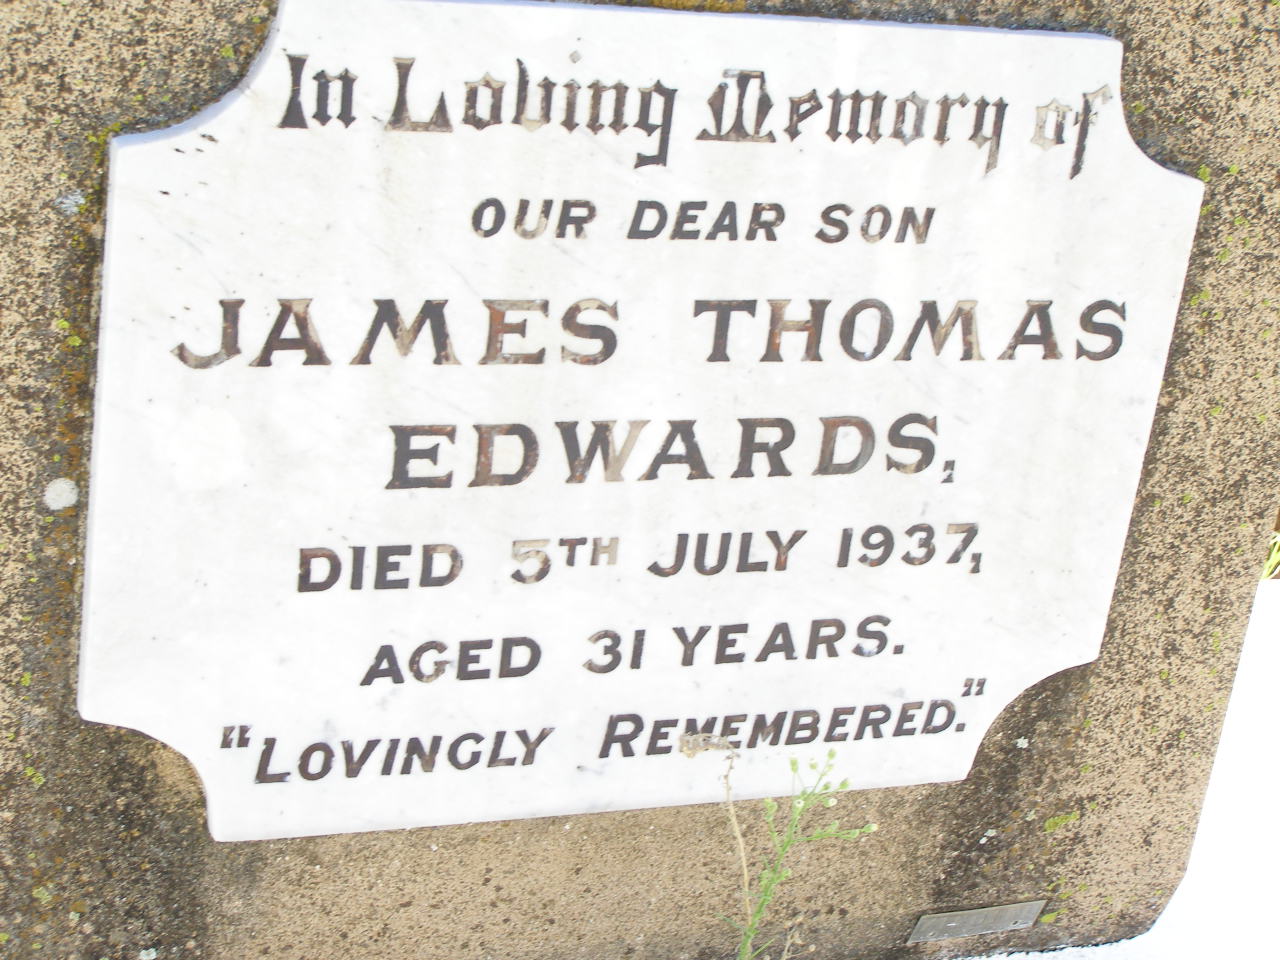 In Loving Memory of
OUR DEAR SON
JAMES THOMAS
EDWARDS,
DIED 5TH JULY 1937,
AGED 31 YEARS.
"LOVINGLY REMEMBERED."